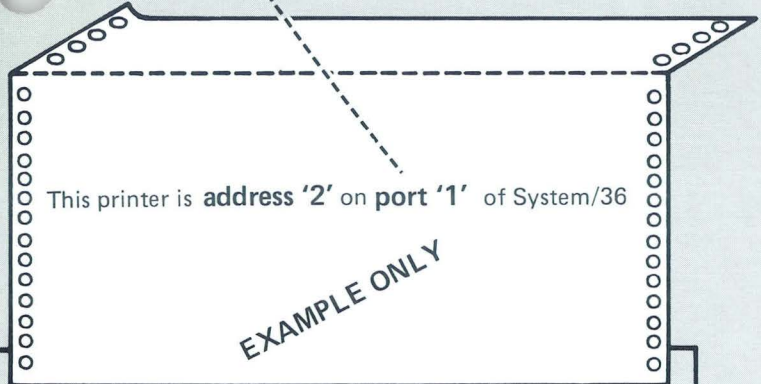 This printer is address '2' on port '1' of System/36
EXAMPLE ONLY